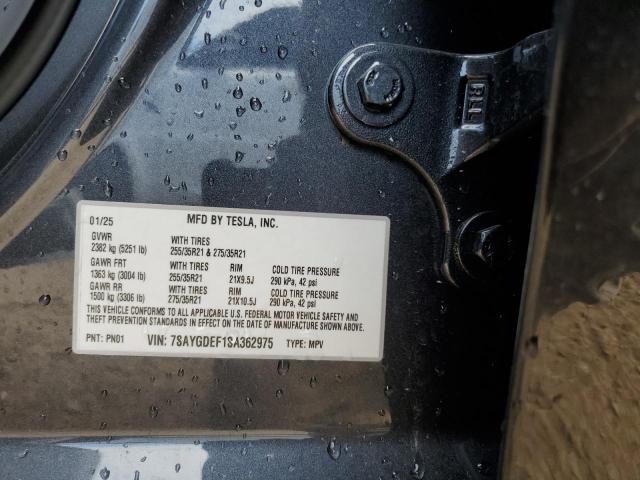 RLL
01/25 MFD BY TESLA, INC.
GVWR WITH TIRES
2382 kg (5251 lb) 255/35R21 & 275/35R21
GAWR FRT WITH TIRES RIM COLD TIRE PRESSURE
1363 kg (3004 lb) 255/35R21 21X9.5J 290 kPa, 42 psi
GAWR RR WITH TIRES RIM COLD TIRE PRESSURE
1500 kg (3306 lb) 275/35R21 21X10.5J 290 kPa, 42 psi
THIS VEHICLE CONFORMS TO ALL APPLICABLE U.S. FEDERAL MOTOR VEHICLE SAFETY AND
THEFT PREVENTION STANDARDS IN EFFECT ON THE DATE OF MANUFACTURE SHOWN ABOVE.
PNT: PN01 VIN: 7SAYGDEF1SA362975 TYPE: MPV